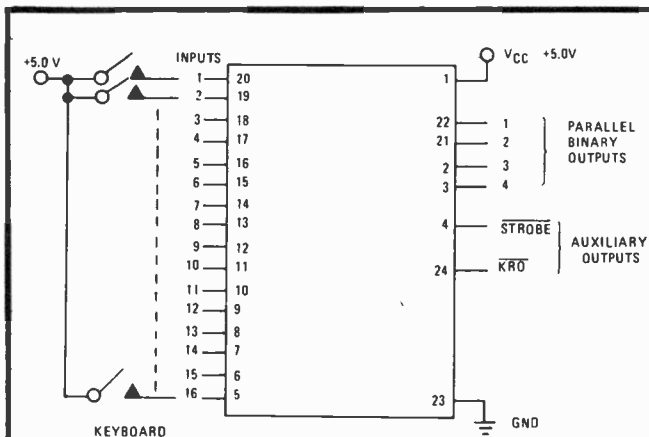 +5.0 V INPUTS VCC +5.0V
1 20 1
2 19
3 18 22 1 PARALLEL
4 17 21 2 BINARY
5 16 2 3 OUTPUTS
6 15 3 4
7 14
8 13 4 STROBE AUXILIARY
9 12 OUTPUTS
10 11 24 KRO
11 10
12 9
13 8
14 7
15 6
16 5 23 GND
KEYBOARD